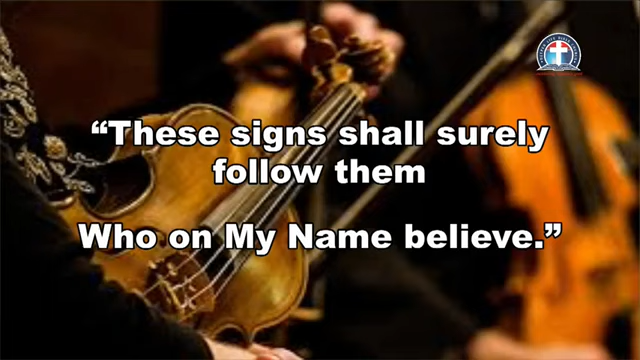 “These signs shall surely
follow them
Who on My Name believe.”